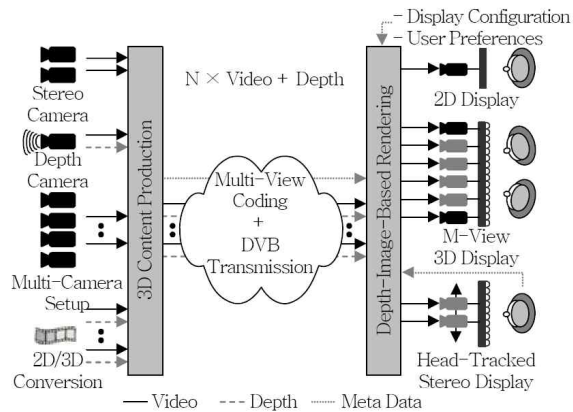 - Display Configuration
- User Preferences
N × Video + Depth
Stereo
Camera
Depth
Camera
Multi-Camera
Setup
2D/3D
Conversion
3D Content Production
Multi-View
Coding
+
DVB
Transmission
Depth-Image-Based Rendering
2D Display
M-View
3D Display
Head-Tracked
Stereo Display
Video
Depth
Meta Data